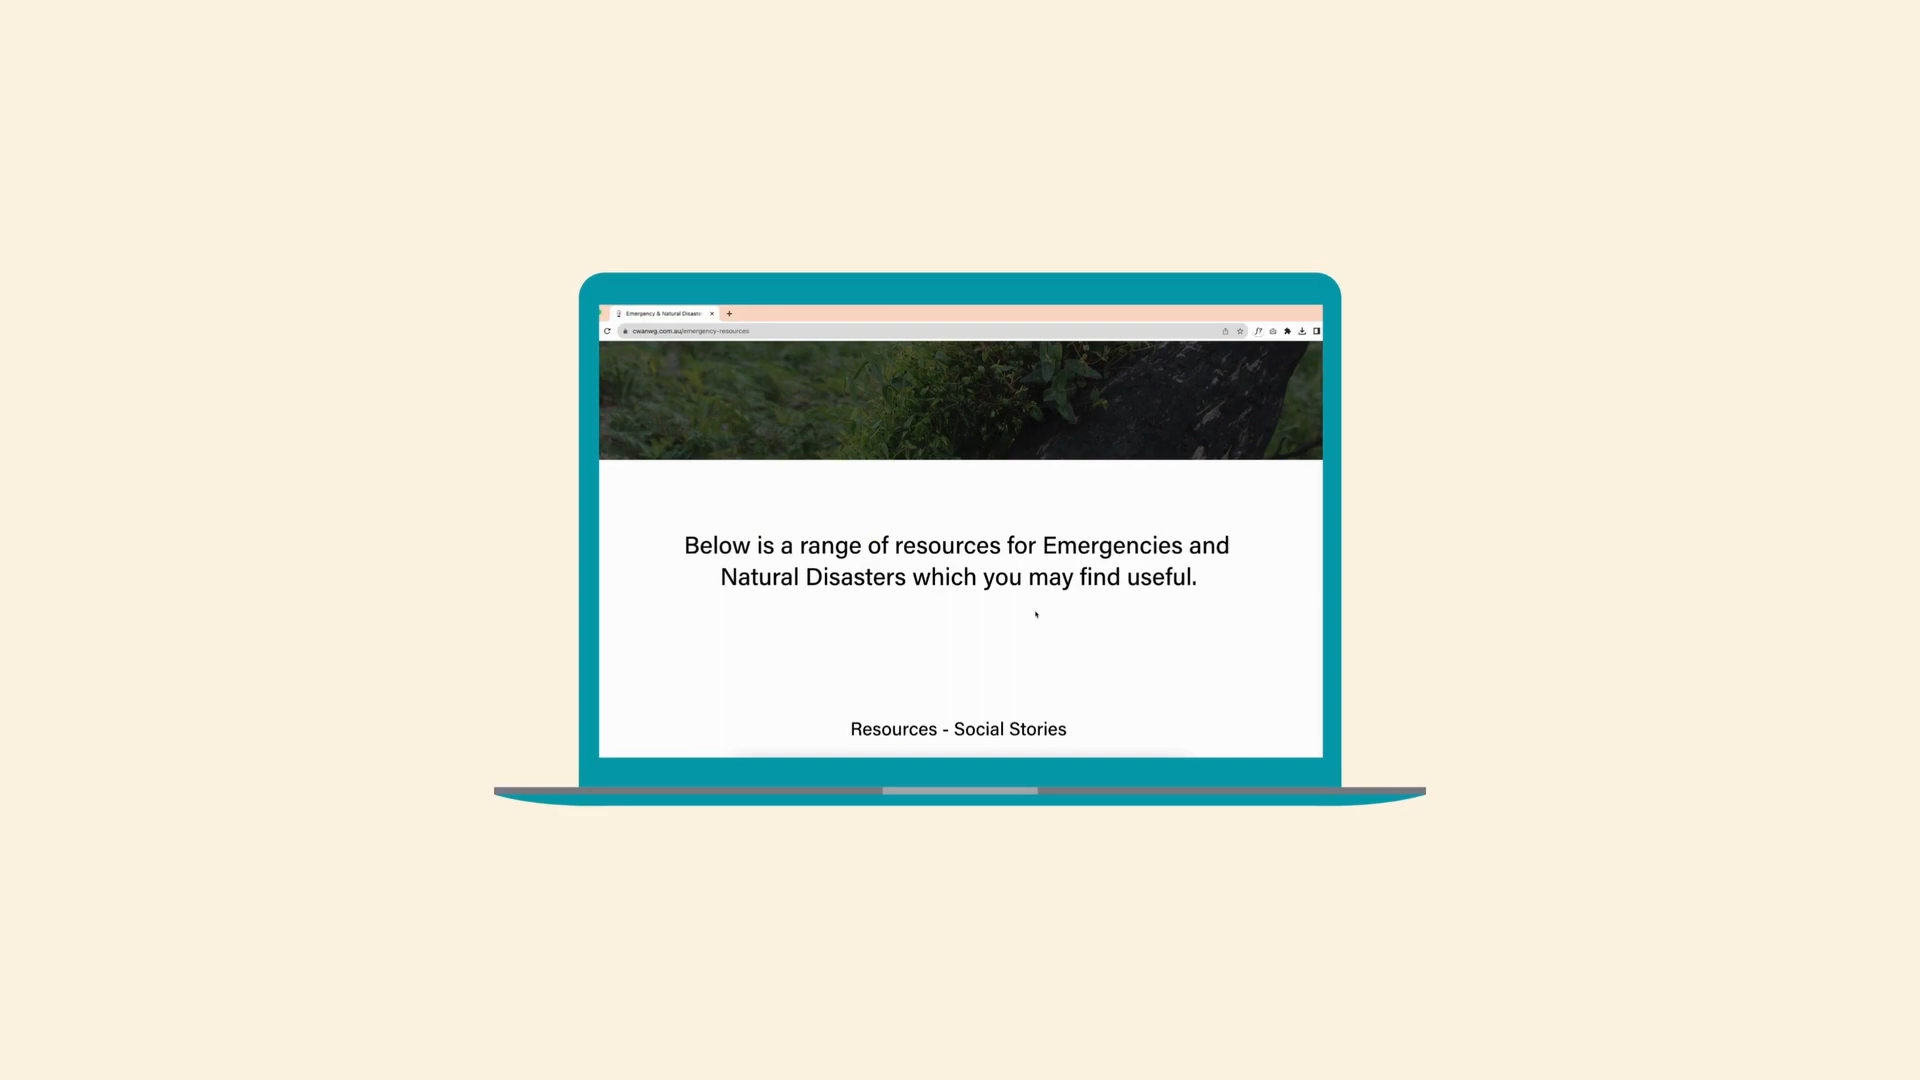 Emergency & Natural Disaste
cwanwg.com.au/emergency-resources
Below is a range of resources for Emergencies and
Natural Disasters which you may find useful.
Resources - Social Stories